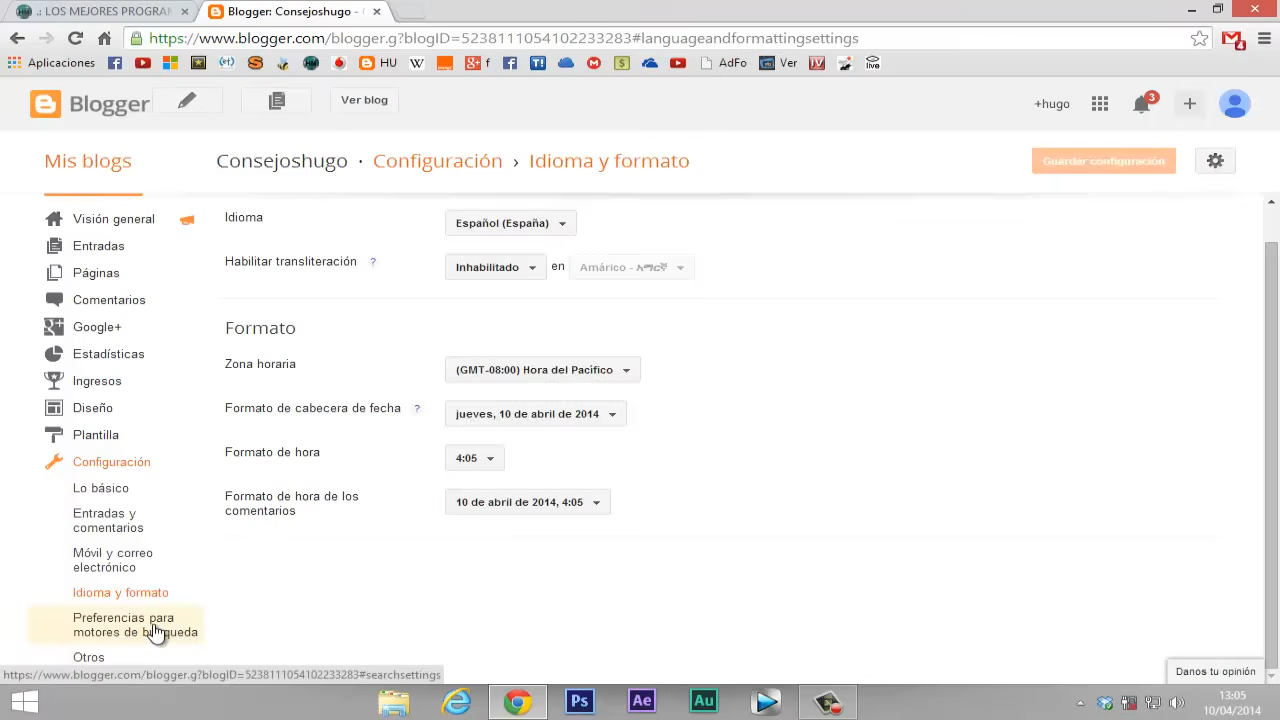 .: LOS MEJORES PROGRAM
Blogger: Consejoshugo -
https://www.blogger.com/blogger.g?blogID=5238111054102233283#languageandformattingsettings
4
Aplicaciones
HU
W
f
AdFo
Ver
live
Blogger
Ver blog
+hugo
3
Mis blogs
Consejoshugo · Configuración › Idioma y formato
Guardar configuración
Visión general
Entradas
Páginas
Comentarios
Google+
Estadísticas
Ingresos
Diseño
Plantilla
Configuración
Lo básico
Entradas y
comentarios
Móvil y correo
electrónico
Idioma y formato
Preferencias para
motores de búsqueda
Otros
Idioma
Español (España)
Habilitar transliteración ?
Inhabilitado en Amárico - አማርኛ
Formato
Zona horaria
(GMT-08:00) Hora del Pacífico
Formato de cabecera de fecha ?
jueves, 10 de abril de 2014
Formato de hora
4:05
Formato de hora de los
comentarios
10 de abril de 2014, 4:05
https://www.blogger.com/blogger.g?blogID=5238111054102233283#searchsettings
Danos tu opinión
Ps
Ae
Au
13:05
10/04/2014